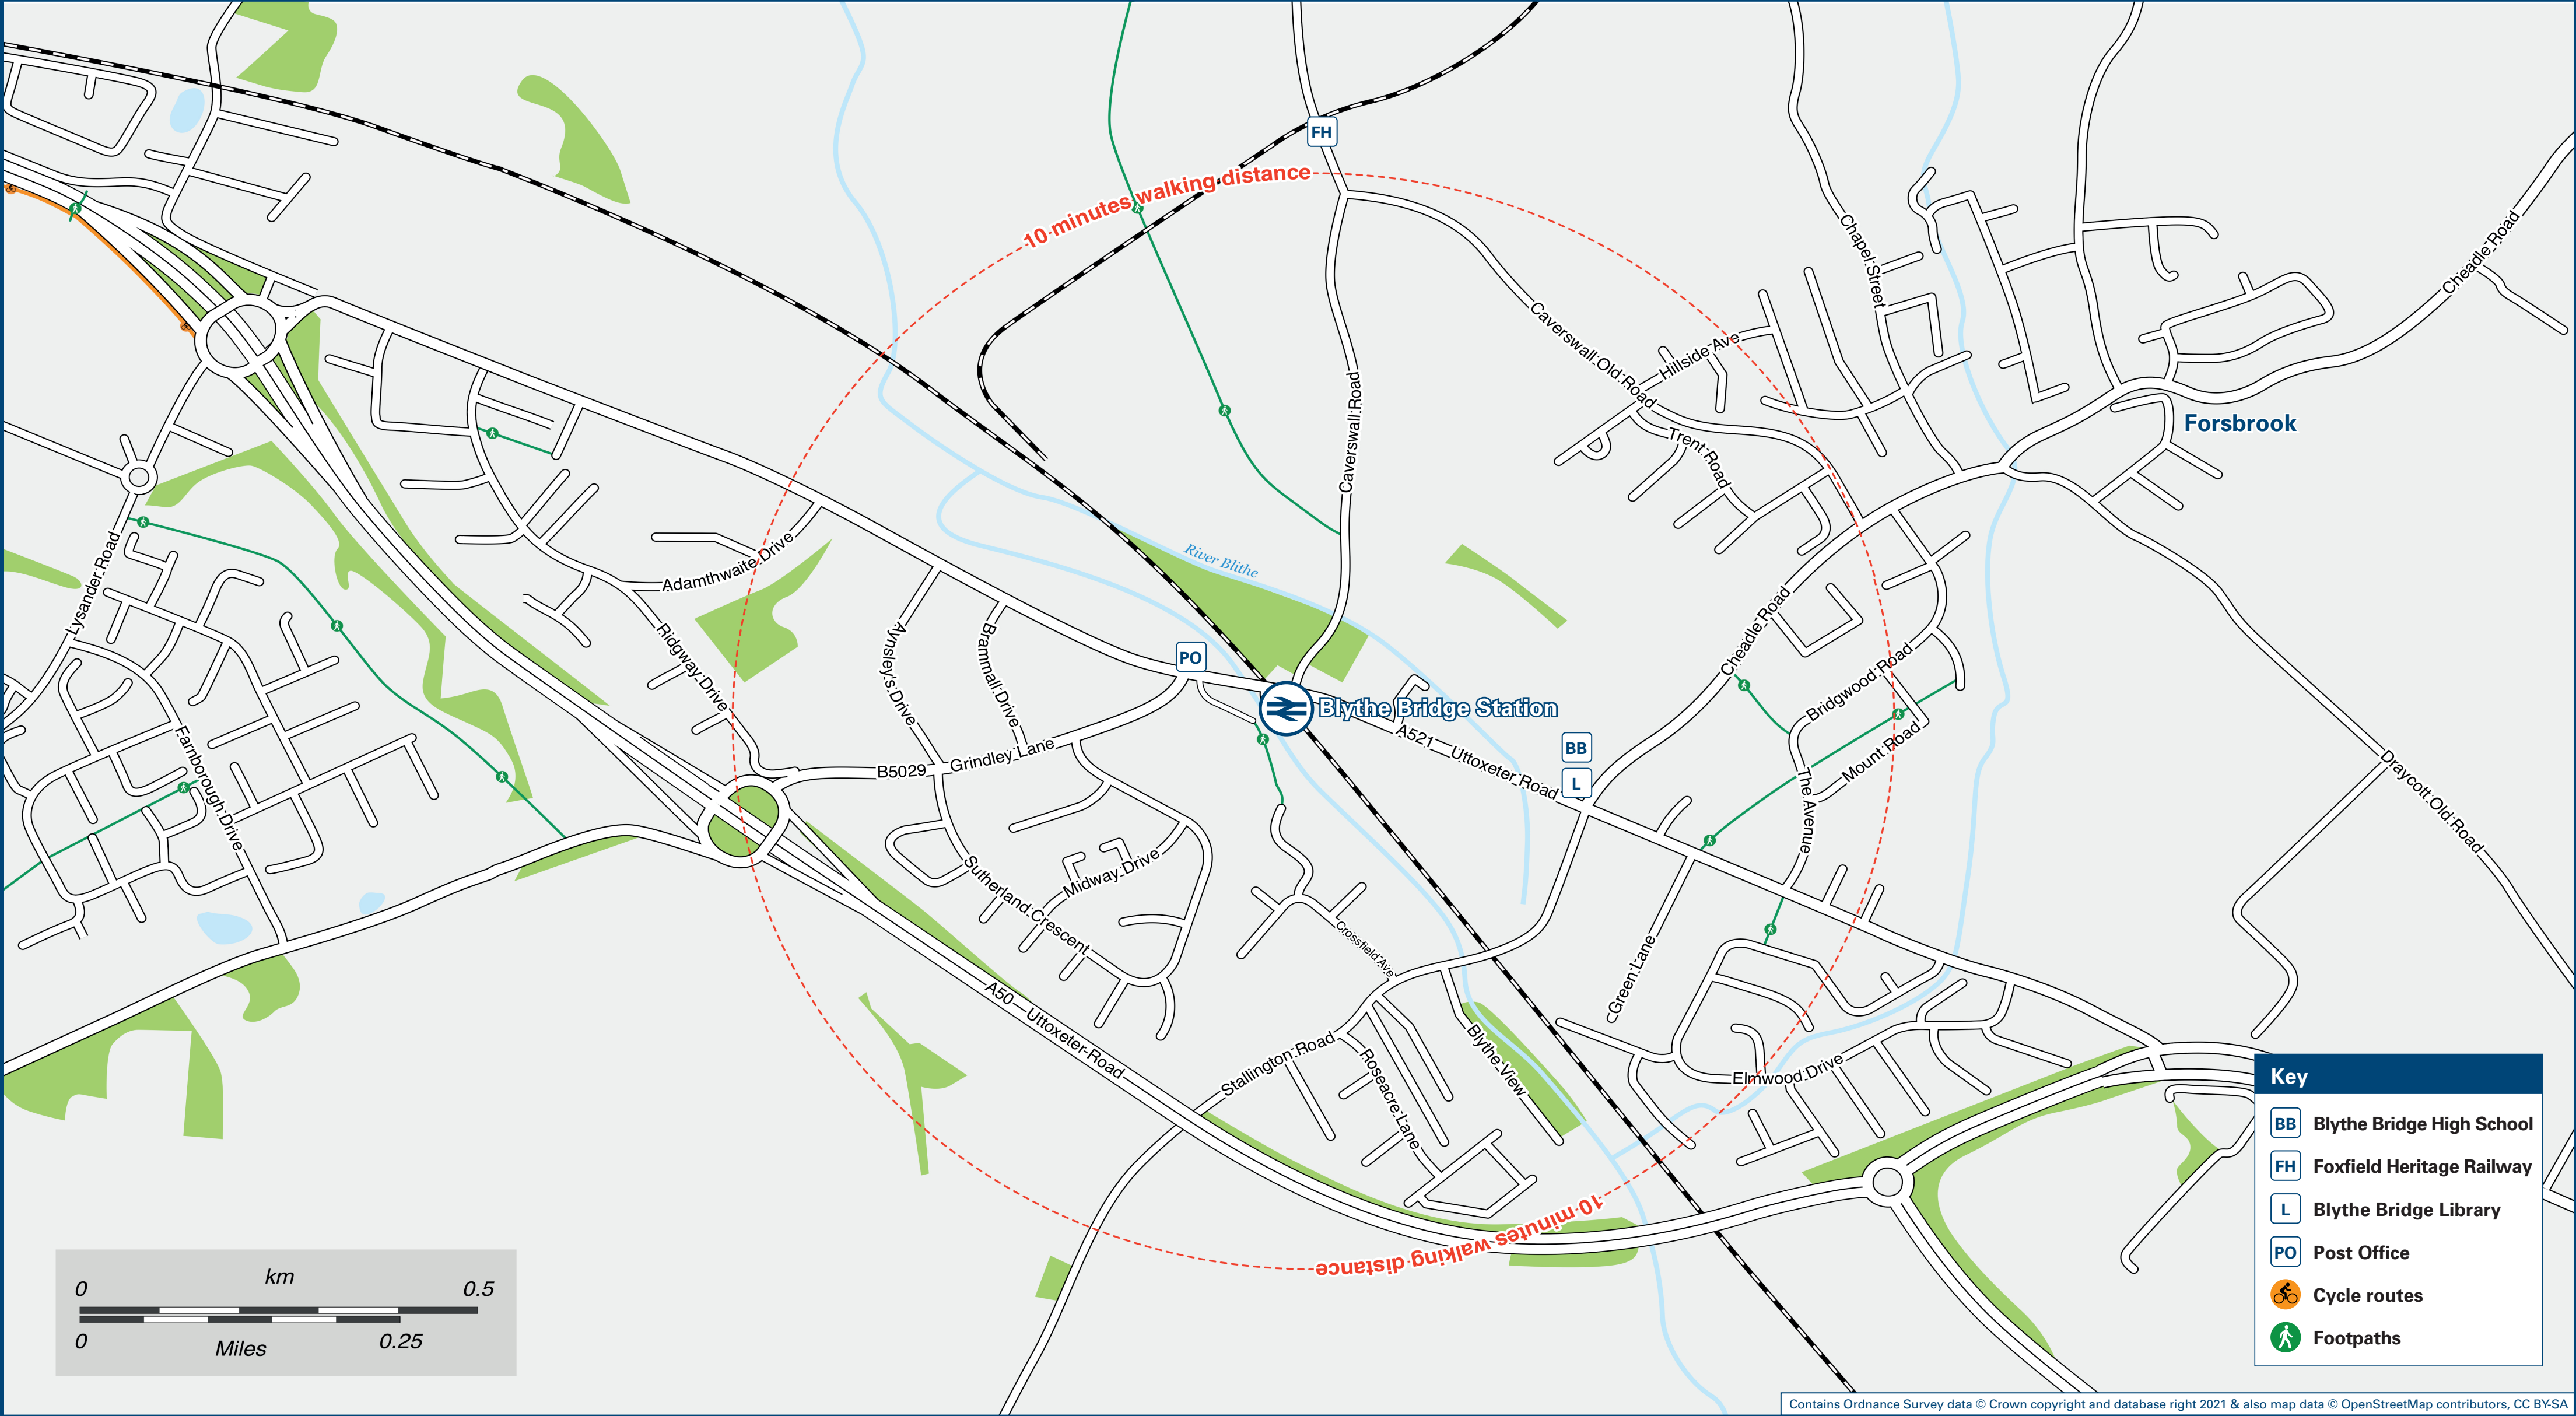 FH
10 minutes walking distance
Chapel Street
Cheadle Road
Caverswall Old Road
Hillside Ave
Caverswall Road
Trent Road
Forsbrook
Lysander Road
Adamthwaite Drive
River Blithe
Ridgway Drive
Aynsley's Drive
Brammall Drive
PO
Cheadle Road
Bridgwood Road
Blythe Bridge Station
A521 Uttoxeter Road
BB
L
Mount Road
The Avenue
Farnborough Drive
B5029
Grindley Lane
Draycott Old Road
Midway Drive
Sutherland Crescent
Crossfield Ave
Green Lane
A50 Uttoxeter Road
Stallington Road
Roseacre Lane
Blythe View
Elmwood Drive
10 minutes walking distance
Key
BB Blythe Bridge High School
FH Foxfield Heritage Railway
L Blythe Bridge Library
PO Post Office
Cycle routes
Footpaths
km
0 0.5
0 0.25
Miles
Contains Ordnance Survey data © Crown copyright and database right 2021 & also map data © OpenStreetMap contributors, CC BY-SA